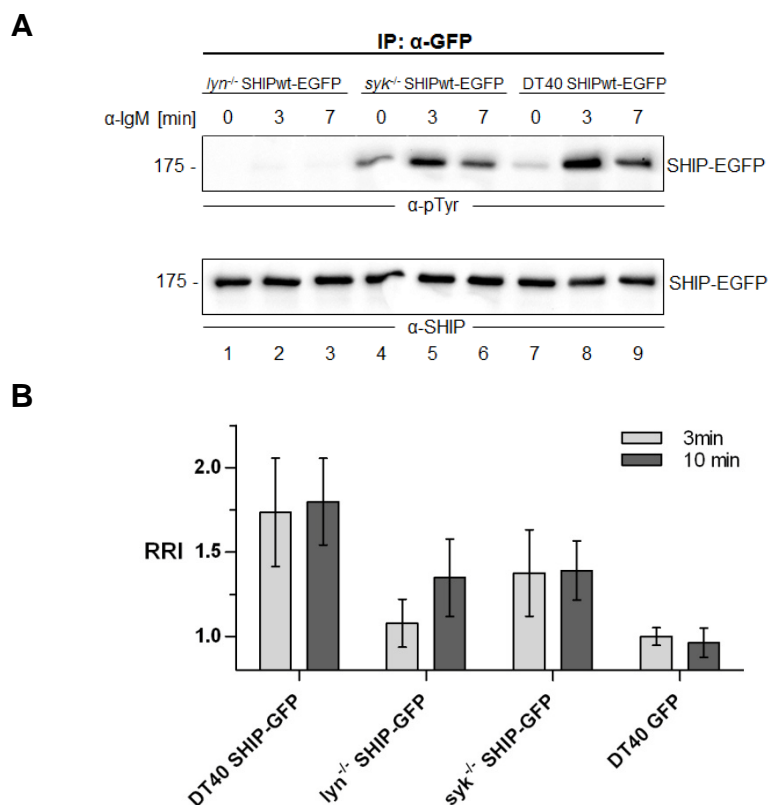 A
IP: α-GFP
lyn-/- SHIPwt-EGFP syk-/- SHIPwt-EGFP DT40 SHIPwt-EGFP
α-IgM [min] 0 3 7 0 3 7 0 3 7
175 - SHIP-EGFP
α-pTyr
175 - SHIP-EGFP
α-SHIP
1 2 3 4 5 6 7 8 9
B
3min
10 min
2.0
RRI 1.5
1.0
DT40 SHIP-GFP
lyn-/- SHIP-GFP
syk-/- SHIP-GFP
DT40 GFP